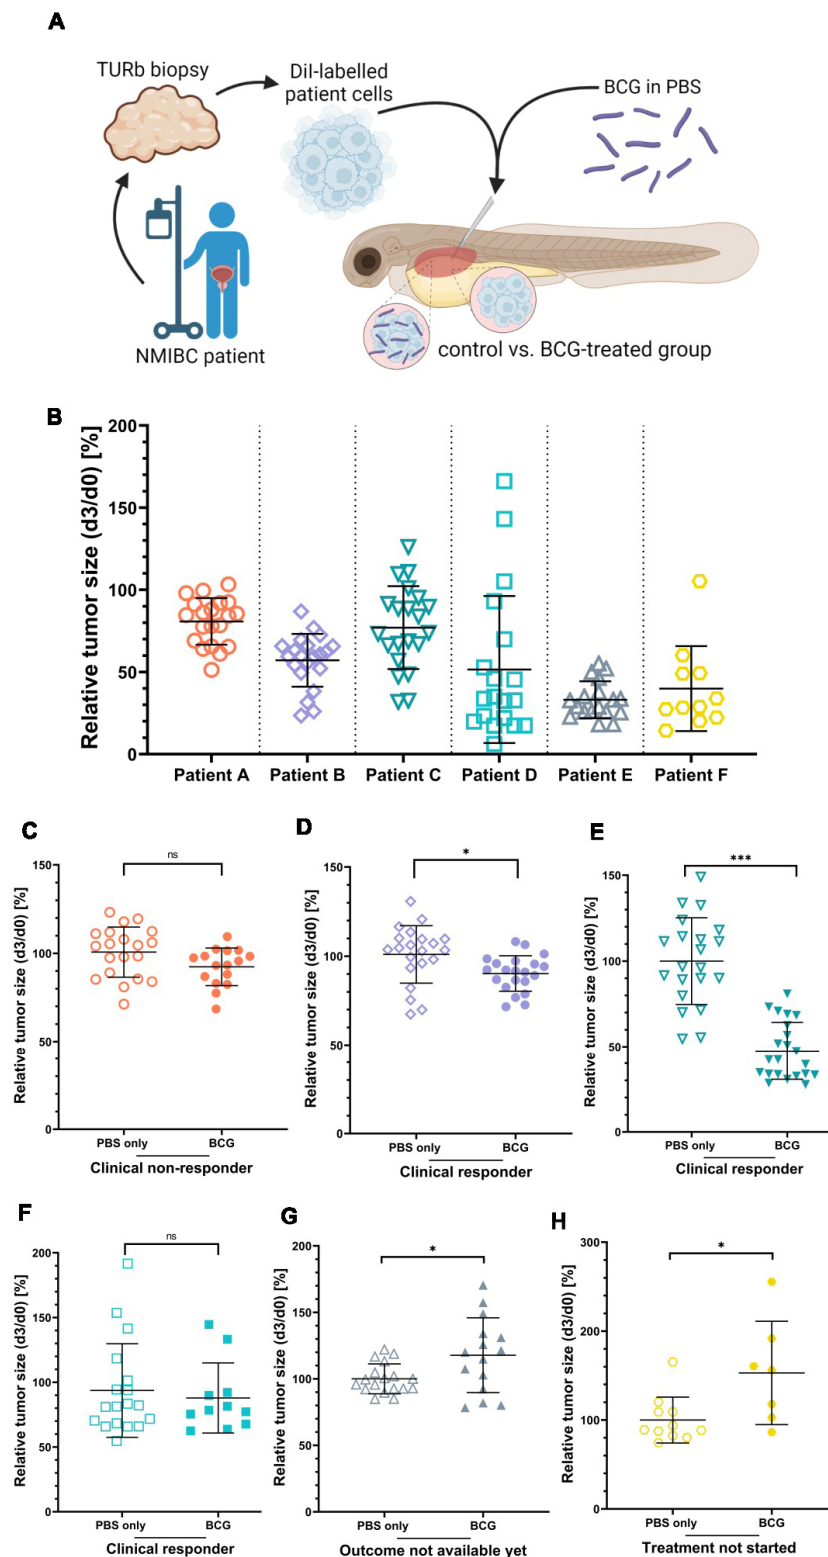 A
TURb biopsy
DiI-labelled
patient cells
BCG in PBS
NMIBC patient
control vs. BCG-treated group
B
Relative tumor size (d3/d0) [%]
200
150
100
50
0
Patient A Patient B Patient C Patient D Patient E Patient F
C
Relative tumor size (d3/d0) [%]
150
100
50
0
ns
PBS only BCG
Clinical non-responder
D
Relative tumor size (d3/d0) [%]
150
100
50
0
*
PBS only BCG
Clinical responder
E
Relative tumor size (d3/d0) [%]
150
100
50
0
***
PBS only BCG
Clinical responder
F
Relative tumor size (d3/d0) [%]
200
150
100
50
0
ns
PBS only BCG
Clinical responder
G
Relative tumor size (d3/d0) [%]
200
150
100
50
0
*
PBS only BCG
Outcome not available yet
H
Relative tumor size (d3/d0) [%]
300
200
100
0
*
PBS only BCG
Treatment not started